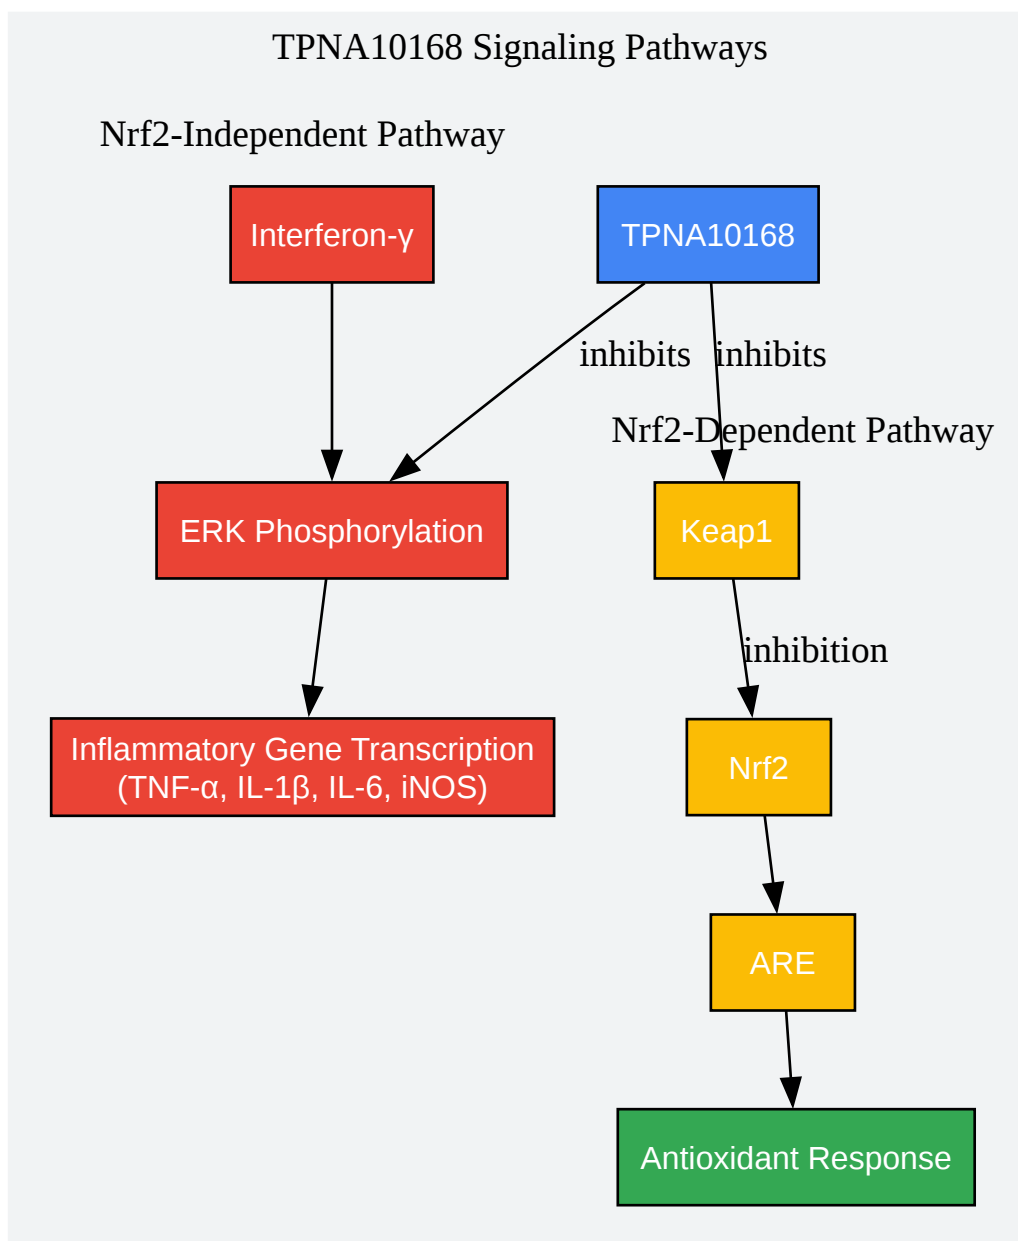 TPNA10168 Signaling Pathways
Nrf2-Independent Pathway
Interferon-γ
TPNA10168
inhibits
inhibits
Nrf2-Dependent Pathway
ERK Phosphorylation
Keap1
inhibition
Inflammatory Gene Transcription
(TNF-α, IL-1β, IL-6, iNOS)
Nrf2
ARE
Antioxidant Response